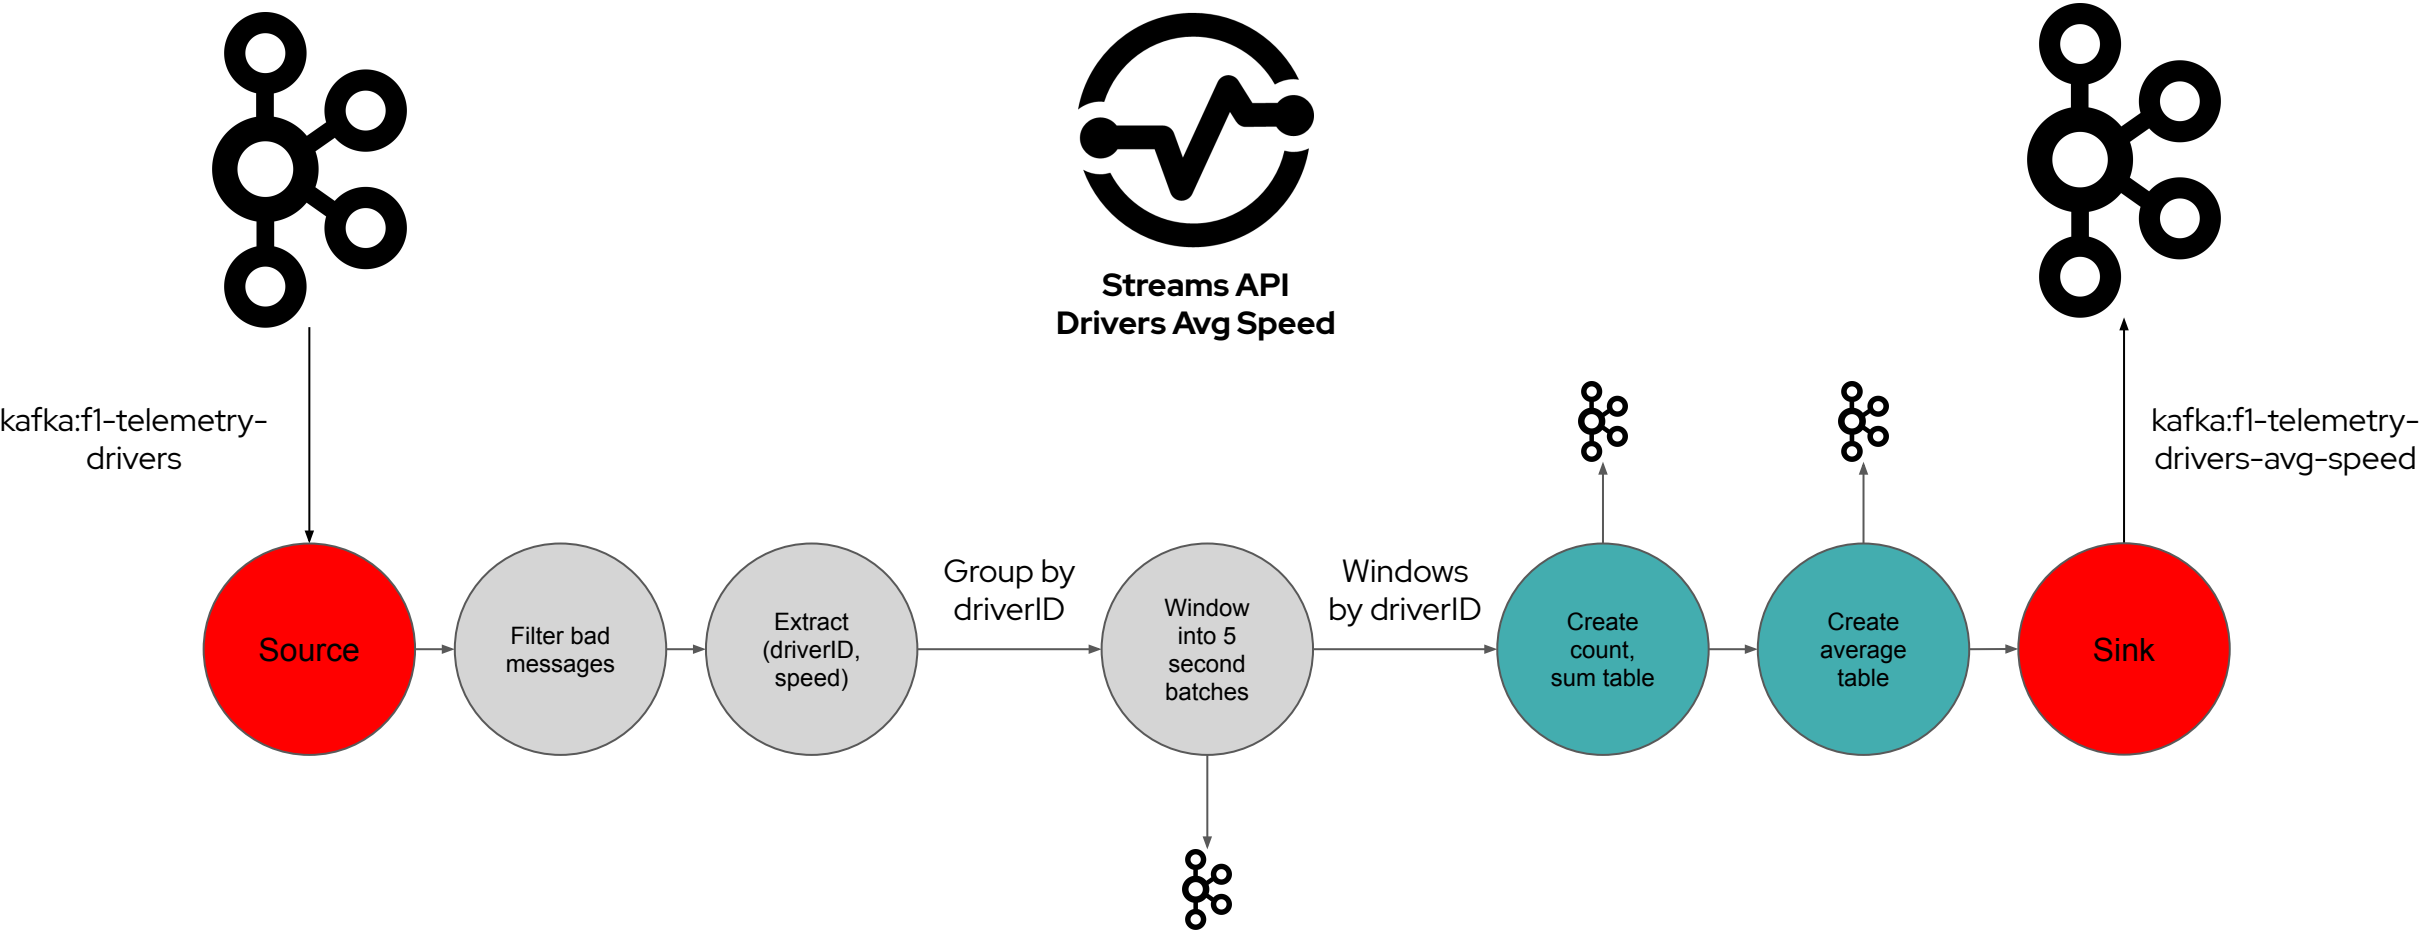 Streams API
Drivers Avg Speed
kafka:f1-telemetry-
drivers
kafka:f1-telemetry-
drivers-avg-speed
Source
Filter bad
messages
Extract
(driverID,
speed)
Group by
driverID
Window
into 5
second
batches
Windows
by driverID
Create
count,
sum table
Create
average
table
Sink